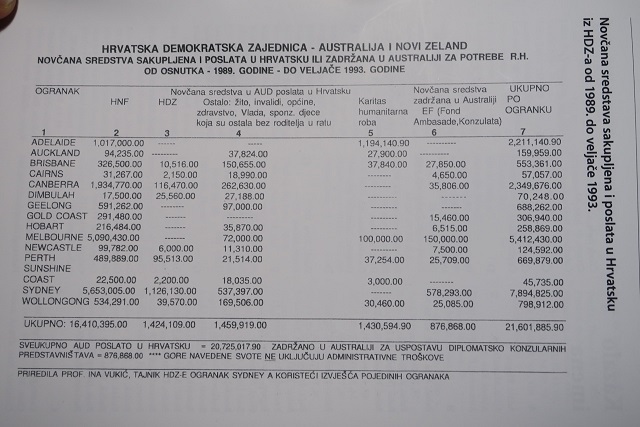 HRVATSKA DEMOKRATSKA ZAJEDNICA - AUSTRALIJA I NOVI ZELAND
NOVČANA SREDSTVA SAKUPLJENA I POSLATA U HRVATSKU ILI ZADRŽANA U AUSTRALIJI ZA POTREBE R.H.
OD OSNUTKA - 1989. GODINE - DO VELJAČE 1993. GODINE
OGRANAK Novčana sredstva u AUD poslata u Hrvatsku Novčana sredstva UKUPNO
HNF HDZ Ostalo: žito, invalidi, općine, Karitas zadržana u Australiji PO
zdravstvo, Vlada, sponz. djece humanitarna EF (Fond OGRANKU
koja su ostala bez roditelja u ratu roba Ambasade,Konzulata)
1 2 3 4 5 6 7
ADELAIDE 1,017,000.00 -------- ----- 1,194,140.90 ---------- 2,211,140.90
AUCKLAND 94,235.00 --------- 37,824.00 27,900.00 -------- 159,959.00
BRISBANE 326,500.00 10,516.00 150,655.00 37,840.00 27,850.00 553,361.00
CAIRNS 31,267.00 2,150.00 18,990.00 -------- 4,650.00 57,057.00
CANBERRA 1,934,770.00 116,470.00 262,630.00 -------- 35,806.00 2,349,676.00
DIMBULAH 17,500.00 25,560.00 27,188.00 -------- --------- 70,248.00
GEELONG 591,262.00 -------- 97,000.00 -------- --------- 688,262.00
GOLD COAST 291,480.00 -------- -------- -------- 15,460.00 306,940.00
HOBART 216,484.00 -------- 35,870.00 -------- 6,515.00 258,869.00
MELBOURNE 5,090,430.00 -------- 72,000.00 100,000.00 150,000.00 5,412,430.00
NEWCASTLE 99,782.00 6,000.00 11,310.00 -------- 7,500.00 124,592.00
PERTH 489,889.00 95,513.00 21,514.00 37,254.00 25,709.00 669,879.00
SUNSHINE
COAST 22,500.00 2,200.00 18,035.00 3,000.00 -------- 45,735.00
SYDNEY 5,653,005.00 1,126,130.00 537,397.00 -------- 578,293.00 7,894,825.00
WOLLONGONG 534,291.00 39,570.00 169,506.00 30,460.00 25,085.00 798,912.00
UKUPNO: 16,410,395.00 1,424,109.00 1,459,919.00 1,430,594.90 876,868.00 21,601,885.90
SVEUKUPNO AUD POSLATO U HRVATSKU = 20,725,017.90 ZADRŽANO U AUSTRALIJI ZA USPOSTAVU DIPLOMATSKO KONZULARNIH
PREDSTAVNIŠTAVA = 876,868.00 **** GORE NAVEDENE SVOTE NE UKLJUČUJU ADMINISTRATIVNE TROŠKOVE
PRIREDILA PROF. INA VUKIĆ, TAJNIK HDZ-E OGRANAK SYDNEY A KORISTEĆI IZVJEŠĆA POJEDINIH OGRANAKA
Novčana sredstava sakupljena i poslata u Hrvatsku
iz HDZ-a od 1989. do veljače 1993.